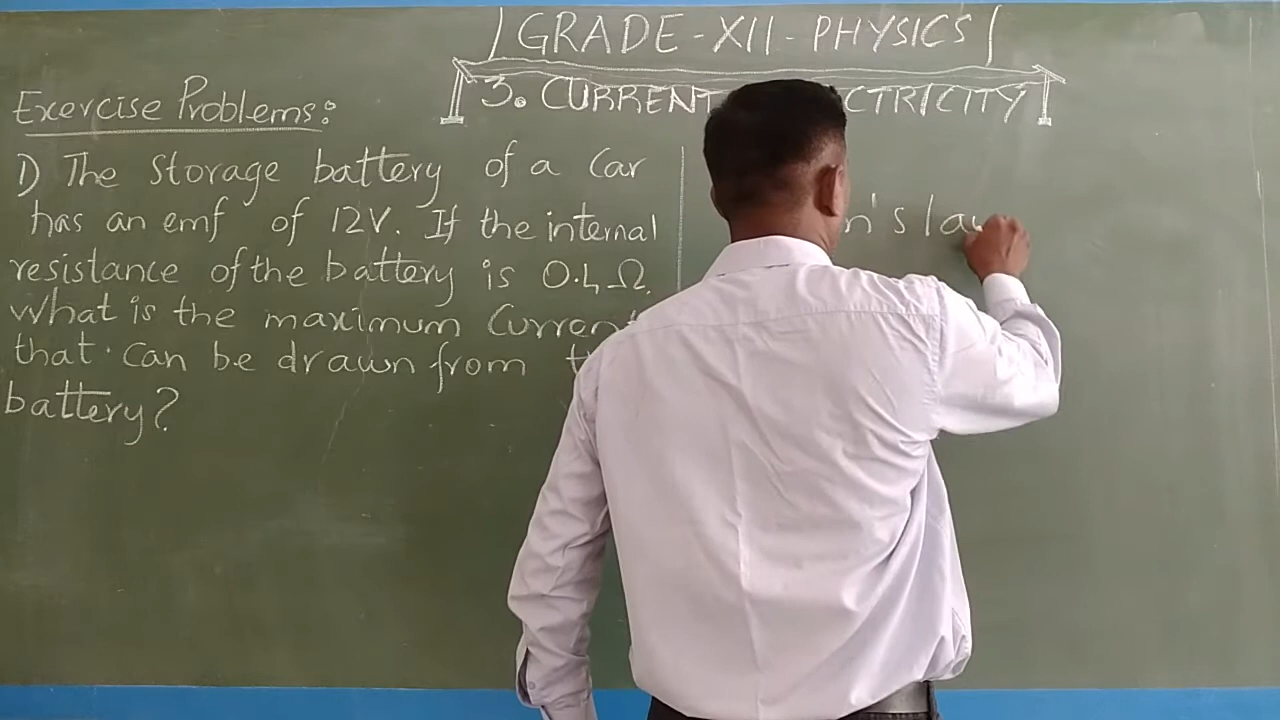 GRADE-XII-PHYSICS
3. CURREN CTRICITY
Exercise Problems:
1) The storage battery of a Car
has an emf of 12V. If the internal
resistance of the battery is 0.4Ω.
What is the maximum Curren
that can be drawn from
battery?
's la